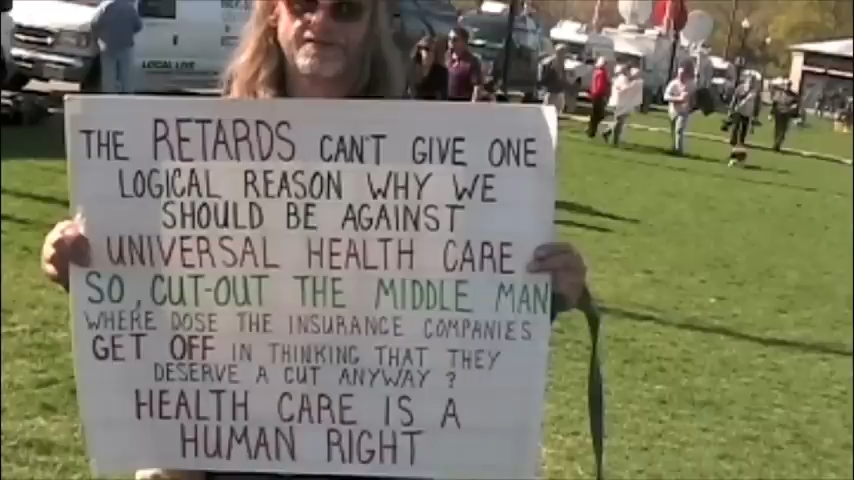 LOCAL LIVE
THE RETARDS CAN'T GIVE ONE
LOGICAL REASON WHY WE
SHOULD BE AGAINST
UNIVERSAL HEALTH CARE
SO, CUT-OUT THE MIDDLE MAN
WHERE DOSE THE INSURANCE COMPANIES
GET OFF IN THINKING THAT THEY
DESERVE A CUT ANYWAY ?
HEALTH CARE IS A
HUMAN RIGHT